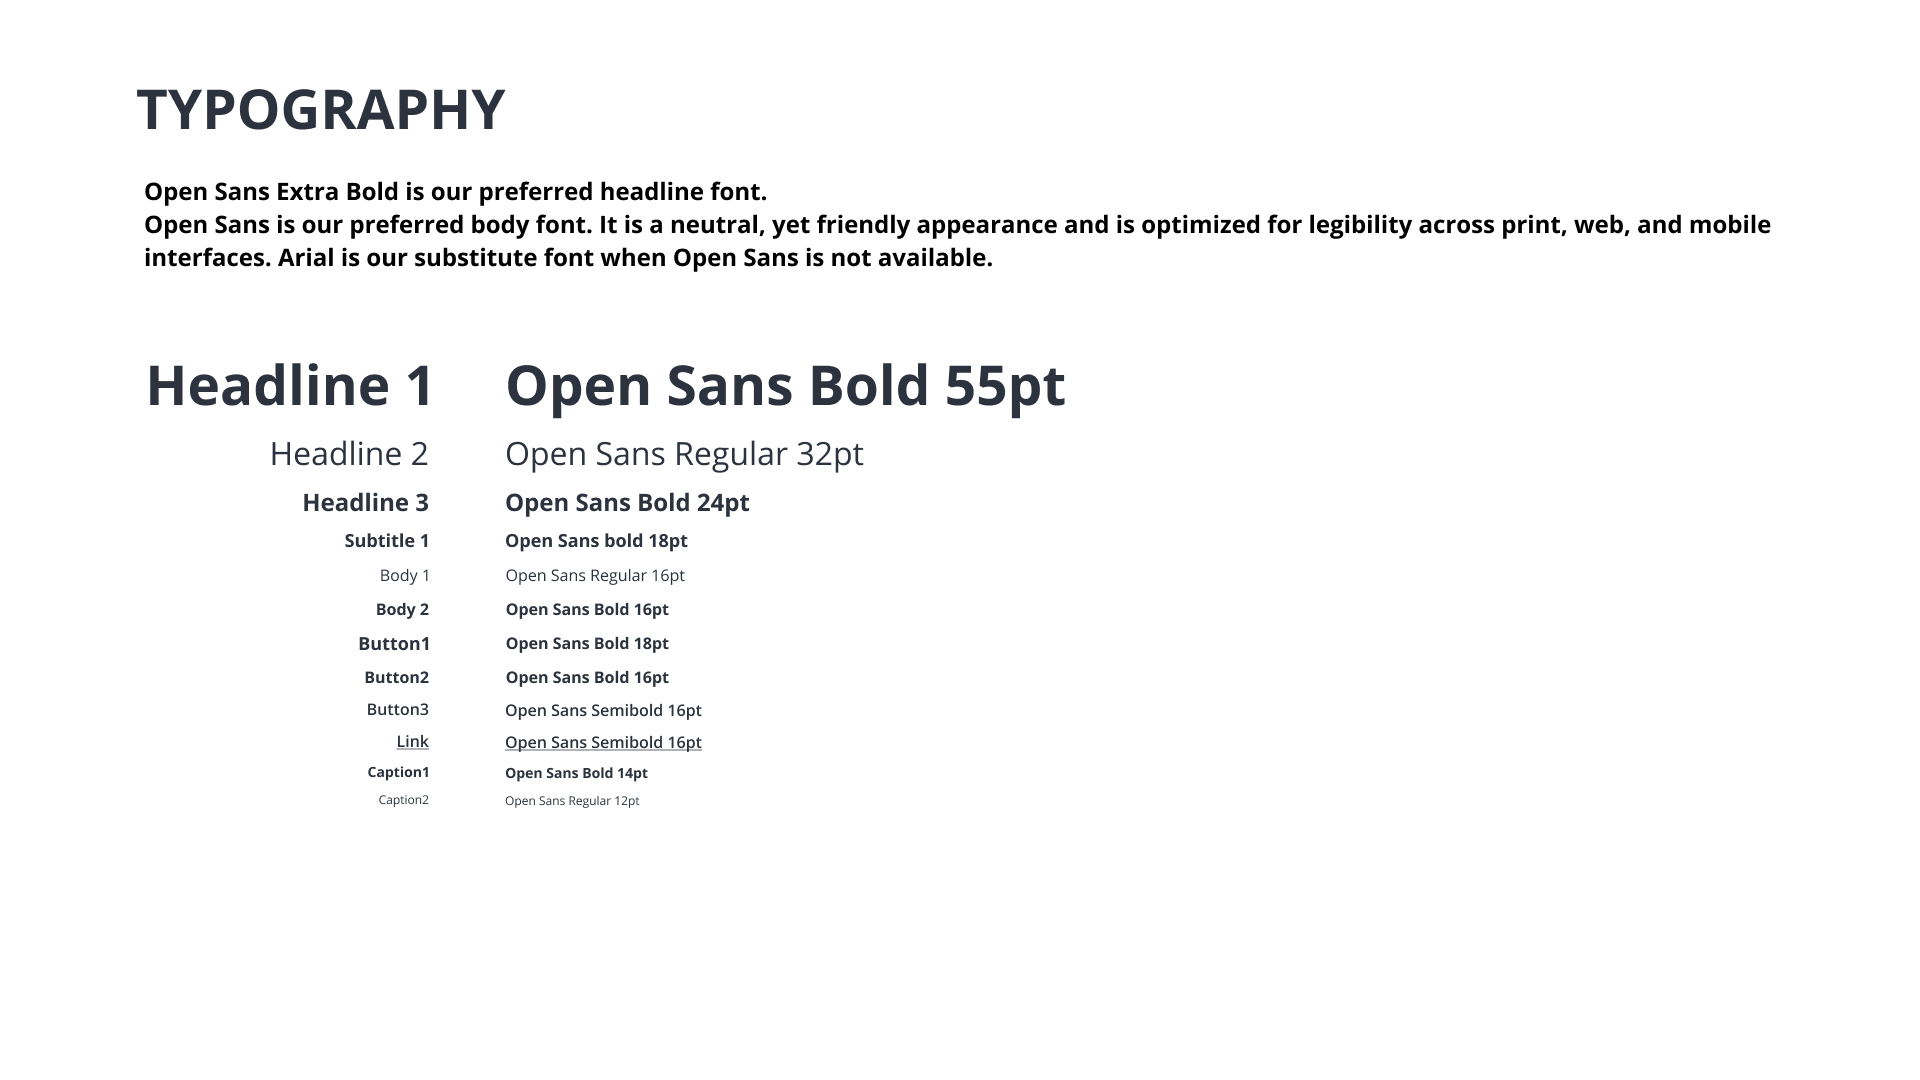 TYPOGRAPHY
Open Sans Extra Bold is our preferred headline font.
Open Sans is our preferred body font. It is a neutral, yet friendly appearance and is optimized for legibility across print, web, and mobile
interfaces. Arial is our substitute font when Open Sans is not available.
Headline 1 Open Sans Bold 55pt
Headline 2 Open Sans Regular 32pt
Headline 3 Open Sans Bold 24pt
Subtitle 1 Open Sans bold 18pt
Body 1 Open Sans Regular 16pt
Body 2 Open Sans Bold 16pt
Button1 Open Sans Bold 18pt
Button2 Open Sans Bold 16pt
Button3 Open Sans Semibold 16pt
Link Open Sans Semibold 16pt
Caption1 Open Sans Bold 14pt
Caption2 Open Sans Regular 12pt